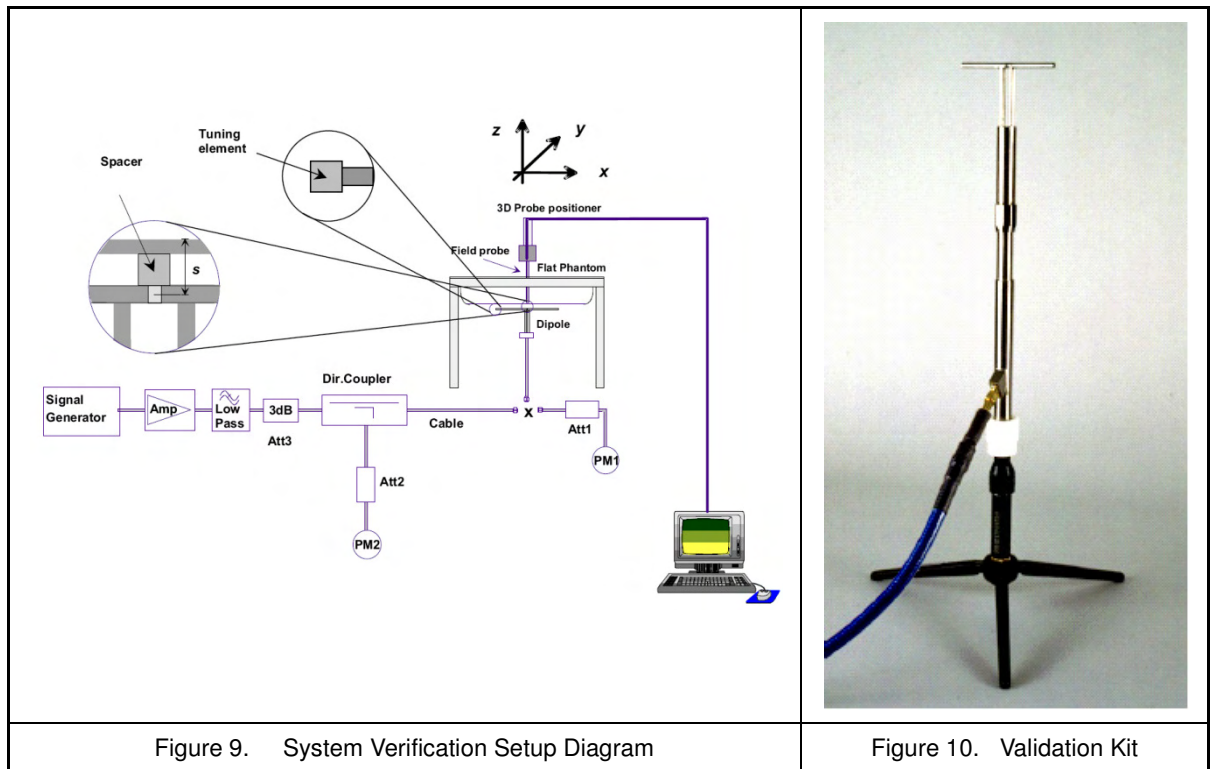 Tuning
element
Spacer
s
z
y
x
3D Probe positioner
Field probe
Flat Phantom
Dipole
Dir.Coupler
Signal
Generator
Amp
Low
Pass
3dB
Att3
Cable
x
Att1
PM1
Att2
PM2
Figure 9. System Verification Setup Diagram
Figure 10. Validation Kit